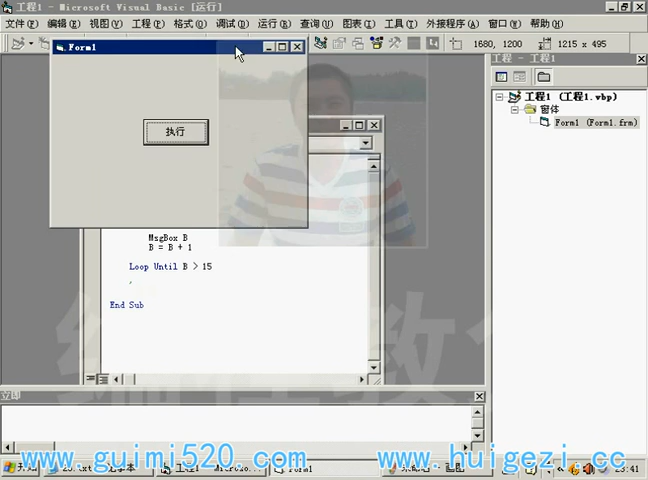 工程1 - Microsoft Visual Basic [运行]
文件(F) 编辑(E) 视图(V) 工程(P) 格式(O) 调试(D) 运行(R) 查询(U) 图表(I) 工具(T) 外接程序(A) 窗口(W) 帮助(H)
1680, 1200 1215 x 495
Form1
工程 - 工程1
工程1 (工程1.vbp)
窗体
Form1 (Form1.frm)
执行
MsgBox B
B = B + 1
Loop Until B > 15
'
End Sub
立即
www.guimi520.com www.huigezi.cc
Form1
23:41